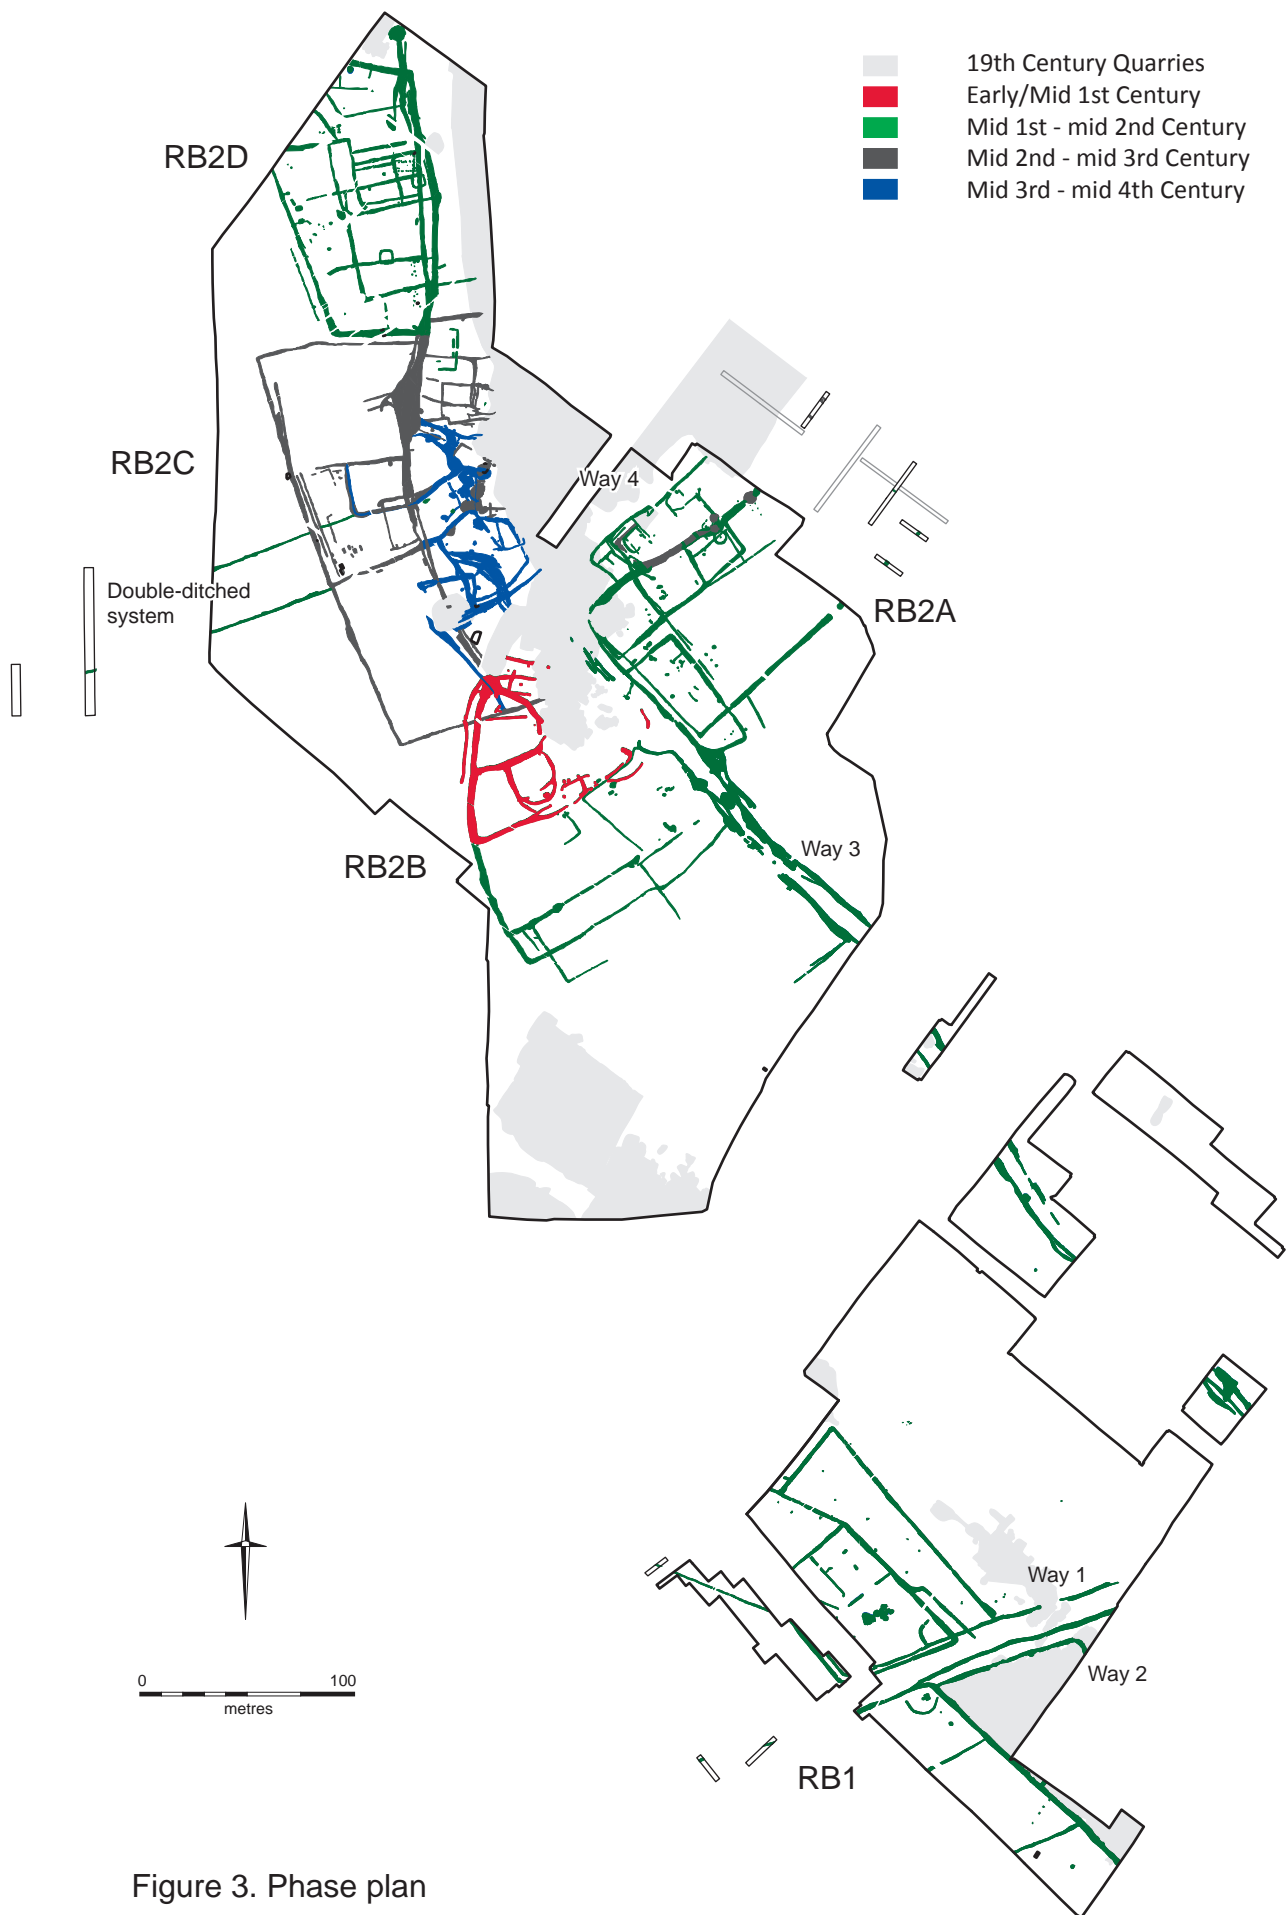 19th Century Quarries
Early/Mid 1st Century
Mid 1st - mid 2nd Century
Mid 2nd - mid 3rd Century
Mid 3rd - mid 4th Century
RB2D
RB2C
Way 4
Double-ditched
system
RB2A
Way 3
RB2B
Way 1
Way 2
0 100
metres
RB1
Figure 3. Phase plan